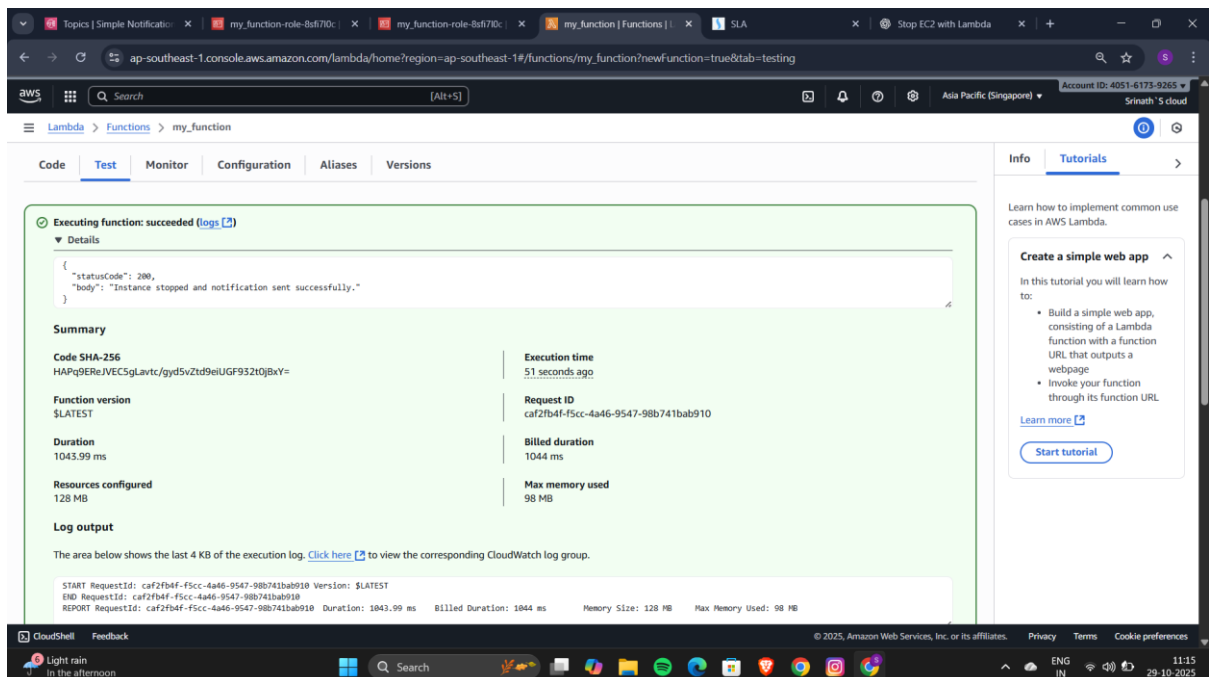 Topics | Simple Notification
my_function-role-8sfi7l0c
my_function-role-8sfi7l0c
my_function | Functions | L
SLA
Stop EC2 with Lambda
ap-southeast-1.console.aws.amazon.com/lambda/home?region=ap-southeast-1#/functions/my_function?newFunction=true&tab=testing
S
aws
Search
[Alt+S]
Asia Pacific (Singapore)
Account ID: 4051-6173-9265
Srinath`S cloud
Lambda > Functions > my_function
Code
Test
Monitor
Configuration
Aliases
Versions
Executing function: succeeded (logs)
Details
{
"statusCode": 200,
"body": "Instance stopped and notification sent successfully."
}
Summary
Code SHA-256
HAPq9EReJVEC5gLavtc/gyd5vZtd9eiUGF932t0jBxY=
Execution time
51 seconds ago
Function version
$LATEST
Request ID
caf2fb4f-f5cc-4a46-9547-98b741bab910
Duration
1043.99 ms
Billed duration
1044 ms
Resources configured
128 MB
Max memory used
98 MB
Log output
The area below shows the last 4 KB of the execution log. Click here to view the corresponding CloudWatch log group.
START RequestId: caf2fb4f-f5cc-4a46-9547-98b741bab910 Version: $LATEST
END RequestId: caf2fb4f-f5cc-4a46-9547-98b741bab910
REPORT RequestId: caf2fb4f-f5cc-4a46-9547-98b741bab910 Duration: 1043.99 ms Billed Duration: 1044 ms Memory Size: 128 MB Max Memory Used: 98 MB
Info
Tutorials
Learn how to implement common use
cases in AWS Lambda.
Create a simple web app
In this tutorial you will learn how
to:
• Build a simple web app,
consisting of a Lambda
function with a function
URL that outputs a
webpage
• Invoke your function
through its function URL
Learn more
Start tutorial
CloudShell
Feedback
© 2025, Amazon Web Services, Inc. or its affiliates.
Privacy
Terms
Cookie preferences
6
Light rain
In the afternoon
Search
ENG
IN
11:15
29-10-2025